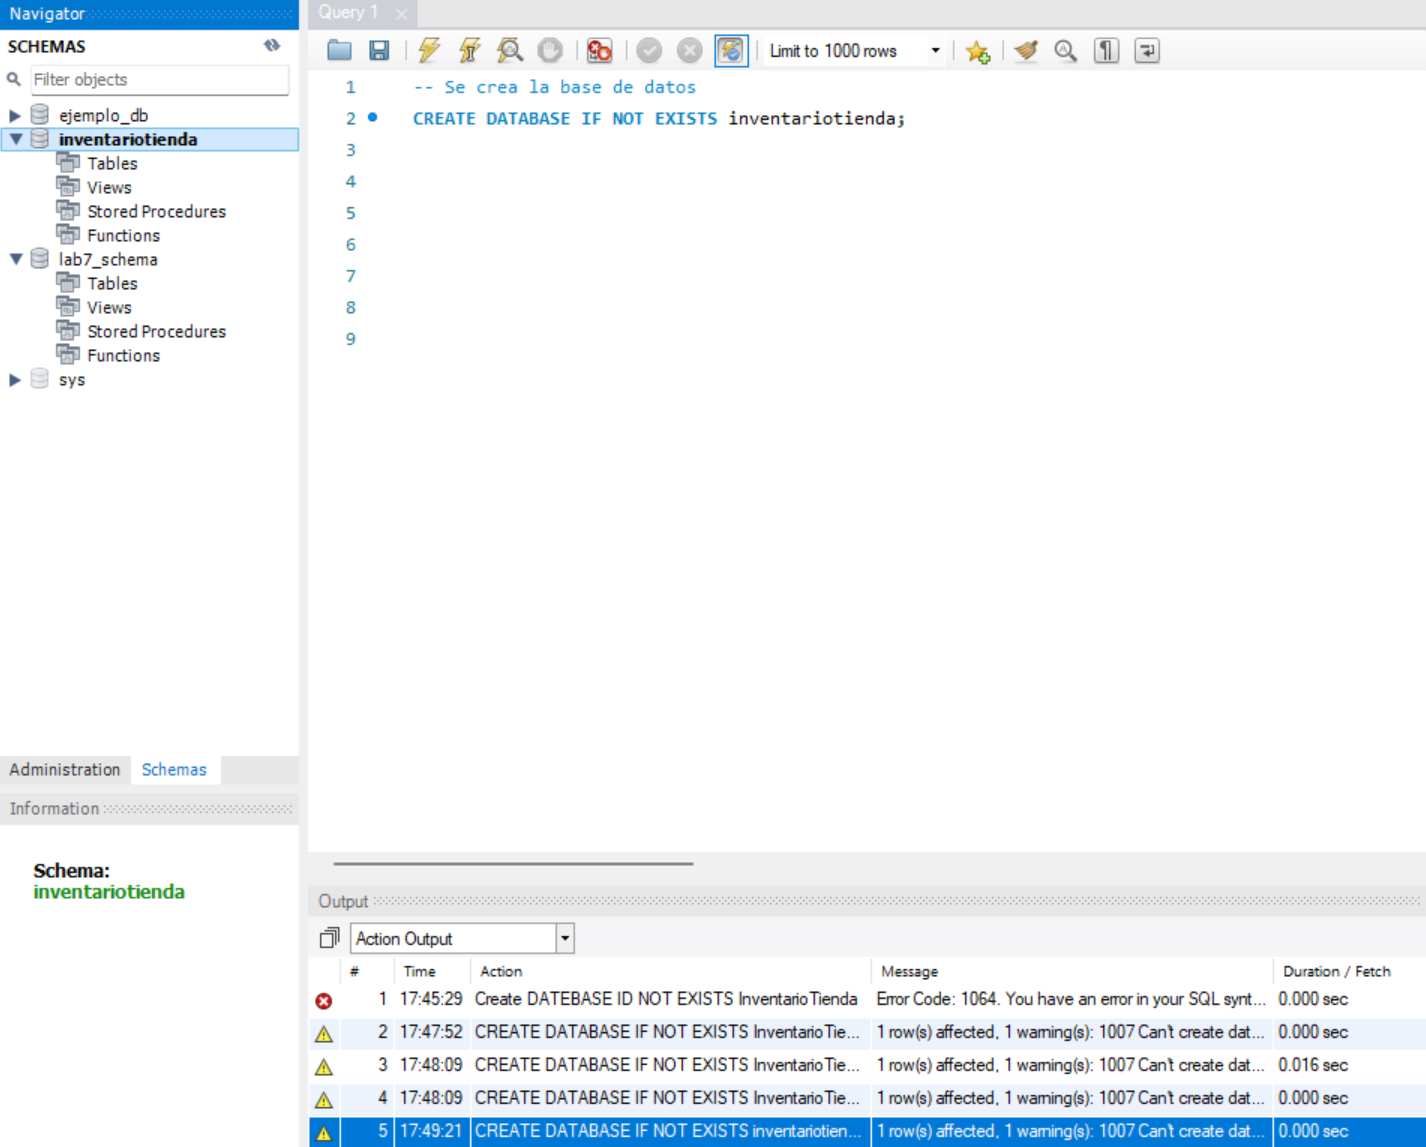 Navigator
SCHEMAS
Filter objects
ejemplo_db
inventariotienda
Tables
Views
Stored Procedures
Functions
lab7_schema
Tables
Views
Stored Procedures
Functions
sys
Administration Schemas
Information
Schema:
inventariotienda
Query 1
Limit to 1000 rows
1 -- Se crea la base de datos
2 CREATE DATABASE IF NOT EXISTS inventariotienda;
3
4
5
6
7
8
9
Output
Action Output
# Time Action Message Duration / Fetch
1 17:45:29 Create DATEBASE ID NOT EXISTS InventarioTienda Error Code: 1064. You have an error in your SQL synt... 0.000 sec
2 17:47:52 CREATE DATABASE IF NOT EXISTS InventarioTie... 1 row(s) affected, 1 warning(s): 1007 Can't create dat... 0.000 sec
3 17:48:09 CREATE DATABASE IF NOT EXISTS InventarioTie... 1 row(s) affected, 1 warning(s): 1007 Can't create dat... 0.016 sec
4 17:48:09 CREATE DATABASE IF NOT EXISTS InventarioTie... 1 row(s) affected, 1 warning(s): 1007 Can't create dat... 0.000 sec
5 17:49:21 CREATE DATABASE IF NOT EXISTS inventariotien... 1 row(s) affected, 1 warning(s): 1007 Can't create dat... 0.000 sec